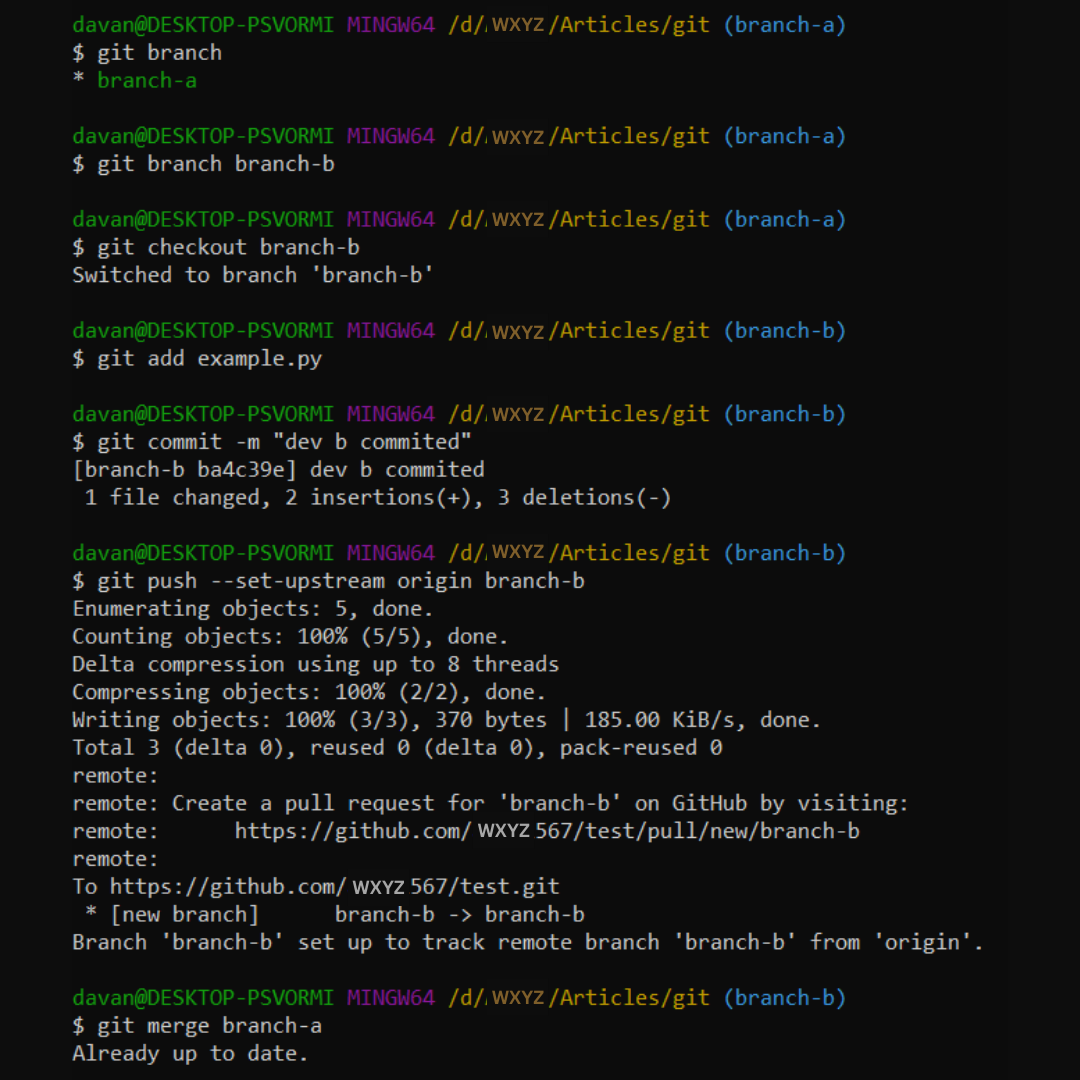 davan@DESKTOP-PSVORMI MINGW64 /d/WXYZ/Articles/git (branch-a)
$ git branch
* branch-a
davan@DESKTOP-PSVORMI MINGW64 /d/WXYZ/Articles/git (branch-a)
$ git branch branch-b
davan@DESKTOP-PSVORMI MINGW64 /d/WXYZ/Articles/git (branch-a)
$ git checkout branch-b
Switched to branch 'branch-b'
davan@DESKTOP-PSVORMI MINGW64 /d/WXYZ/Articles/git (branch-b)
$ git add example.py
davan@DESKTOP-PSVORMI MINGW64 /d/WXYZ/Articles/git (branch-b)
$ git commit -m "dev b commited"
[branch-b ba4c39e] dev b commited
 1 file changed, 2 insertions(+), 3 deletions(-)
davan@DESKTOP-PSVORMI MINGW64 /d/WXYZ/Articles/git (branch-b)
$ git push --set-upstream origin branch-b
Enumerating objects: 5, done.
Counting objects: 100% (5/5), done.
Delta compression using up to 8 threads
Compressing objects: 100% (2/2), done.
Writing objects: 100% (3/3), 370 bytes | 185.00 KiB/s, done.
Total 3 (delta 0), reused 0 (delta 0), pack-reused 0
remote:
remote: Create a pull request for 'branch-b' on GitHub by visiting:
remote:      https://github.com/WXYZ567/test/pull/new/branch-b
remote:
To https://github.com/WXYZ567/test.git
 * [new branch]      branch-b -> branch-b
Branch 'branch-b' set up to track remote branch 'branch-b' from 'origin'.
davan@DESKTOP-PSVORMI MINGW64 /d/WXYZ/Articles/git (branch-b)
$ git merge branch-a
Already up to date.